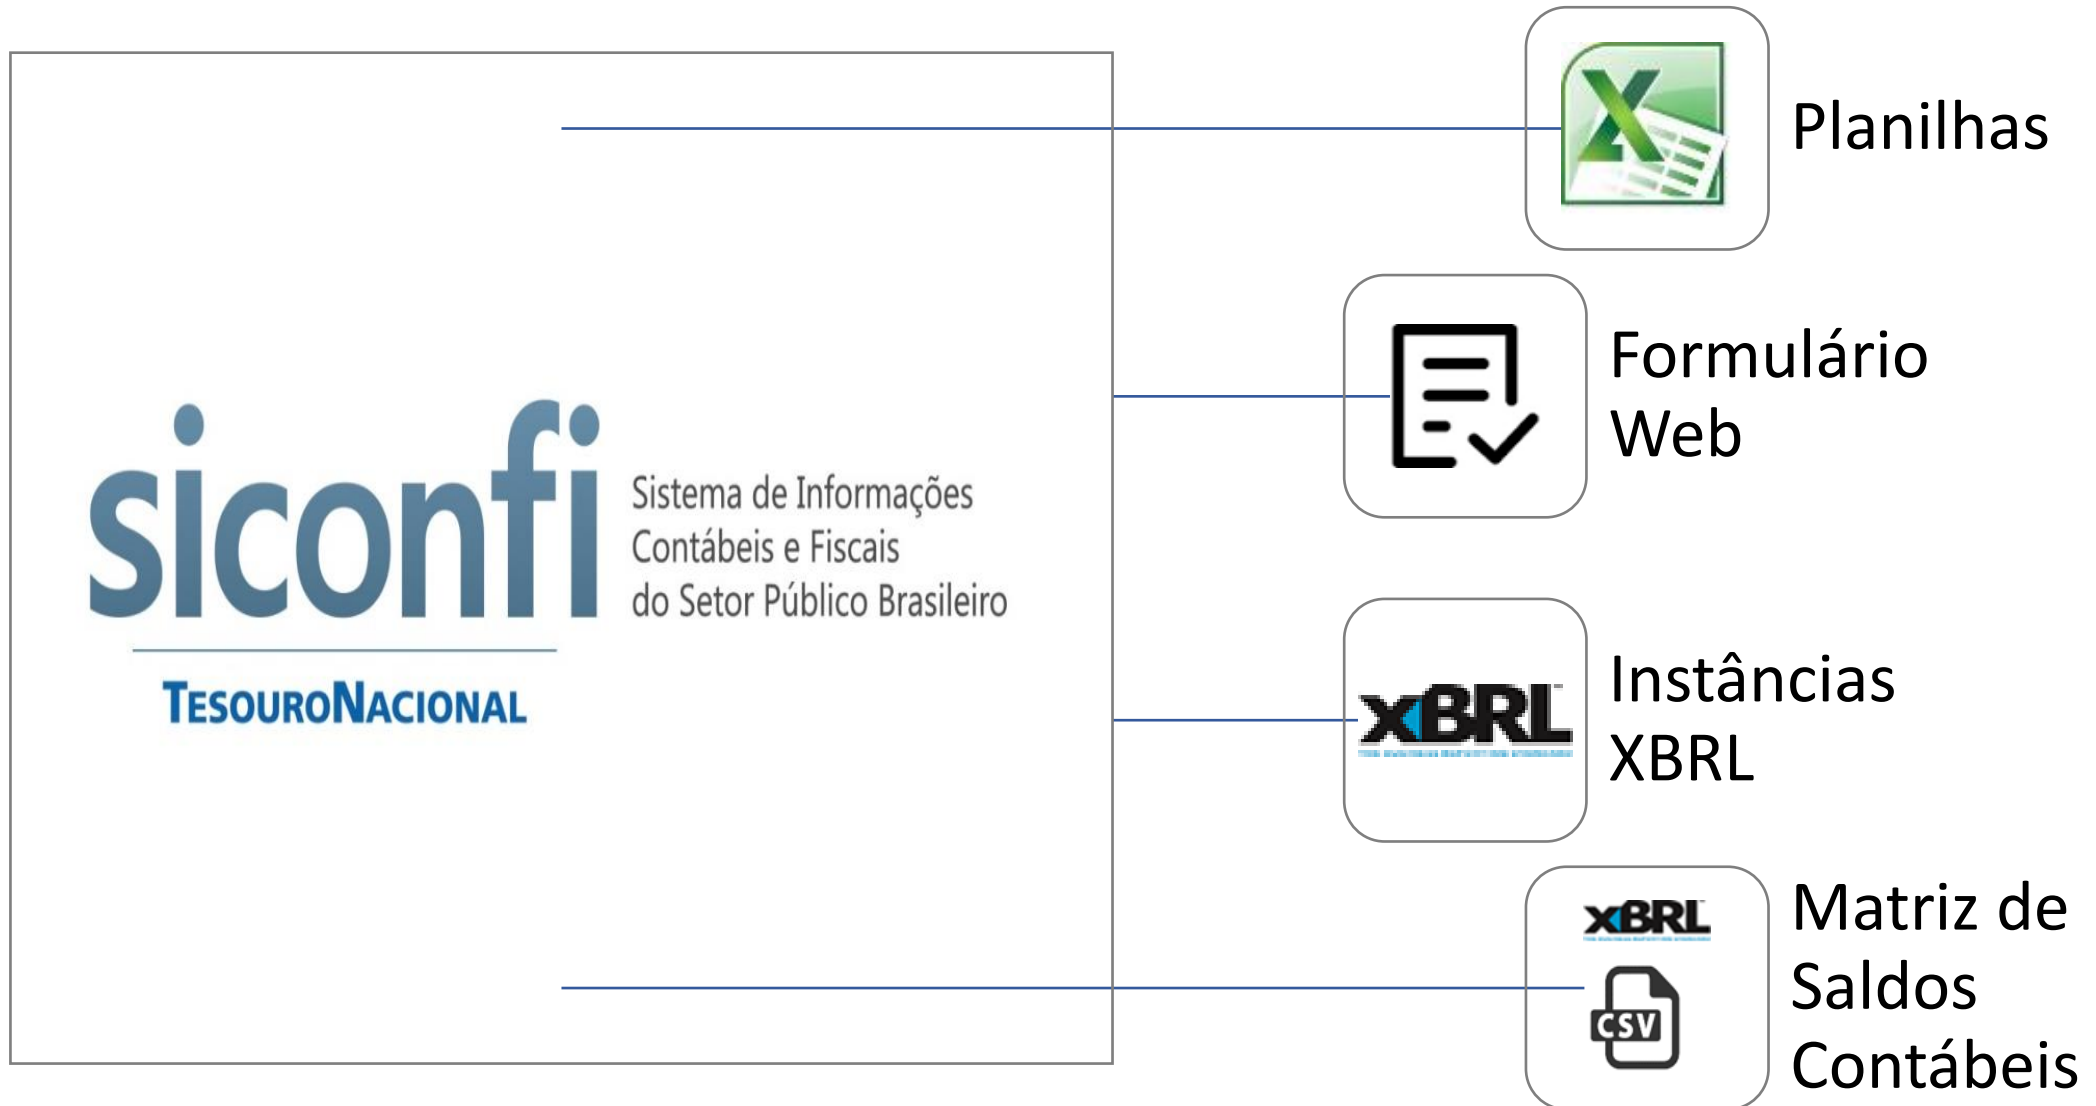 siconfi
Sistema de Informações
Contábeis e Fiscais
do Setor Público Brasileiro
TESOURONACIONAL
X
Planilhas
Formulário
Web
XBRL
Instâncias
XBRL
XBRL
CSV
Matriz de
Saldos
Contábeis